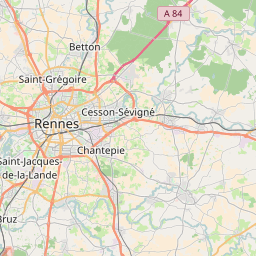 A 84
Betton
Saint-Grégoire
Cesson-Sévigné
Rennes
Chantepie
Saint-Jacques-
de-la-Lande
Bruz